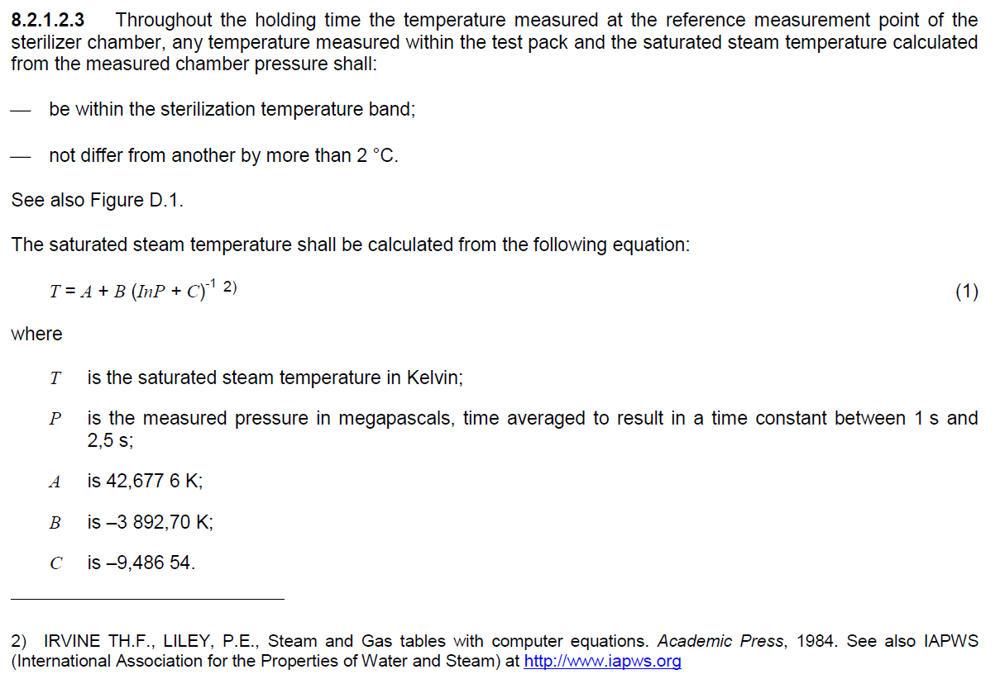 8.2.1.2.3 Throughout the holding time the temperature measured at the reference measurement point of the
sterilizer chamber, any temperature measured within the test pack and the saturated steam temperature calculated
from the measured chamber pressure shall:
— be within the sterilization temperature band;
— not differ from another by more than 2 °C.
See also Figure D.1.
The saturated steam temperature shall be calculated from the following equation:
T = A + B (InP + C)⁻¹ ²⁾ (1)
where
T is the saturated steam temperature in Kelvin;
P is the measured pressure in megapascals, time averaged to result in a time constant between 1 s and
2,5 s;
A is 42,677 6 K;
B is –3 892,70 K;
C is –9,486 54.
2) IRVINE TH.F., LILEY, P.E., Steam and Gas tables with computer equations. Academic Press, 1984. See also IAPWS
(International Association for the Properties of Water and Steam) at http://www.iapws.org